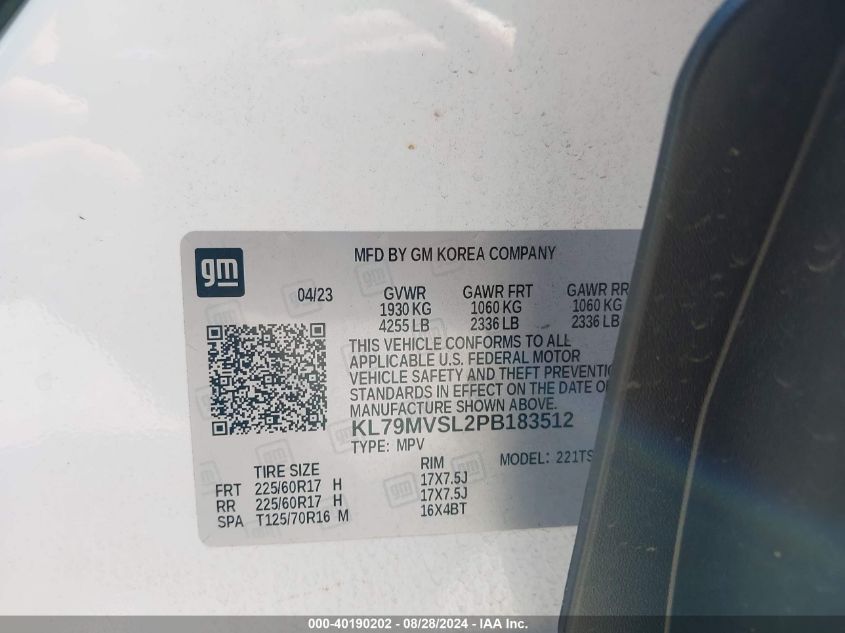 gm
MFD BY GM KOREA COMPANY
04/23
GVWR GAWR FRT GAWR RR
1930 KG 1060 KG 1060 KG
4255 LB 2336 LB 2336 LB
THIS VEHICLE CONFORMS TO ALL
APPLICABLE U.S. FEDERAL MOTOR
VEHICLE SAFETY AND THEFT PREVENTIO
STANDARDS IN EFFECT ON THE DATE OF
MANUFACTURE SHOWN ABOVE.
KL79MVSL2PB183512
TYPE: MPV
MODEL: 221TS
TIRE SIZE RIM
FRT 225/60R17 H 17X7.5J
RR 225/60R17 H 17X7.5J
SPA T125/70R16 M 16X4BT
000-40190202 - 08/28/2024 - IAA Inc.